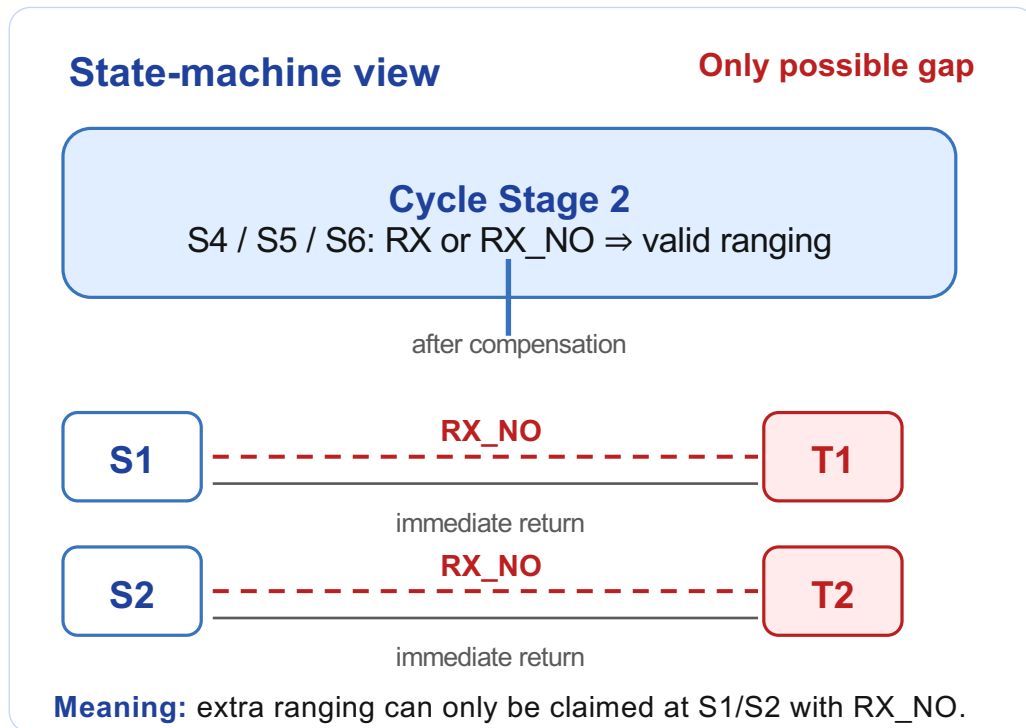 State-machine view
Only possible gap
Cycle Stage 2
S4 / S5 / S6: RX or RX_NO ⇒ valid ranging
after compensation
RX_NO
S1
T1
immediate return
RX_NO
S2
T2
immediate return
Meaning: extra ranging can only be claimed at S1/S2 with RX_NO.